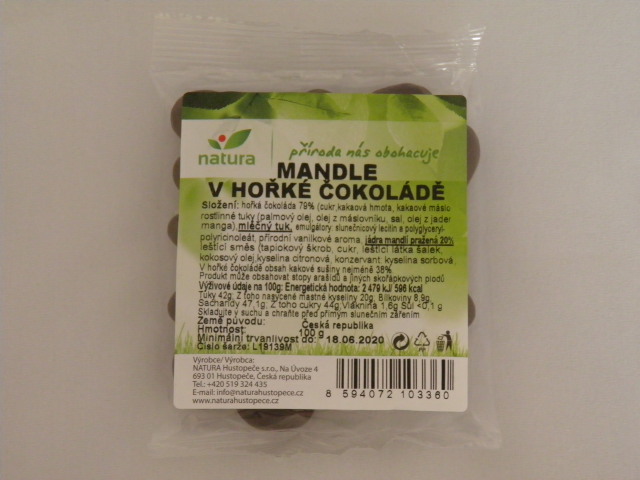 natura
příroda nás obohacuje
MANDLE
V HOŘKÉ ČOKOLÁDĚ
Složení: hořká čokoláda 79% (cukr,kakaová hmota, kakaové máslo
rostlinné tuky (palmový olej, olej z máslovníku, sal, olej z jader
manga),mléčný tuk, emulgátory: slunečnicový lecitin a polyglyceryl-
polyricinoleát, přírodní vanilkové aroma, jádra mandlí pražená 20%
leštící směs (tapiokový škrob, cukr, leštící látka šelak,
kokosový olej,kyselina citronová, konzervant: kyselina sorbová
V hořké čokoládě obsah kakaové sušiny nejméně 38%
Produkt může obsahovat stopy arašídů a jiných skořápkových plodů
Výživové údaje na 100g: Energetická hodnota: 2 479 kJ/ 596 kcal
Tuky 42g, Z toho nasycené mastné kyseliny 20g, Bílkoviny 8,9g
Sacharidy 47,1g, Z toho cukry 44g,Vláknina 1,6g Sůl <0,1 g
Skladujte v suchu a chraňte před přímým slunečním zářením
Země původu: Česká republika
Hmotnost: 100 g
Minimální trvanlivost do: 18.06.2020
Číslo šarže: L19139M
Výrobce/ Výrobca:
NATURA Hustopeče s.r.o., Na Úvoze 4
693 01 Hustopeče, Česká republika
Tel.: +420 519 324 435
E-mail: info@naturahustopece.cz
www.naturahustopece.cz
8 594072 103360